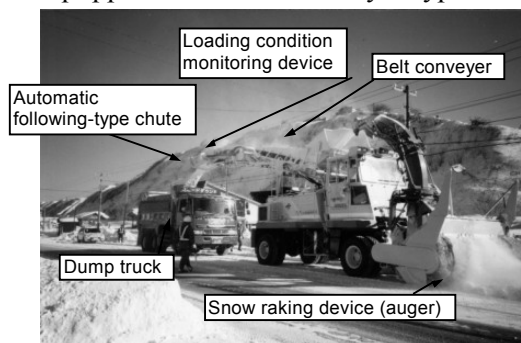 Loading condition
monitoring device
Belt conveyer
Automatic
following-type chute
Dump truck
Snow raking device (auger)